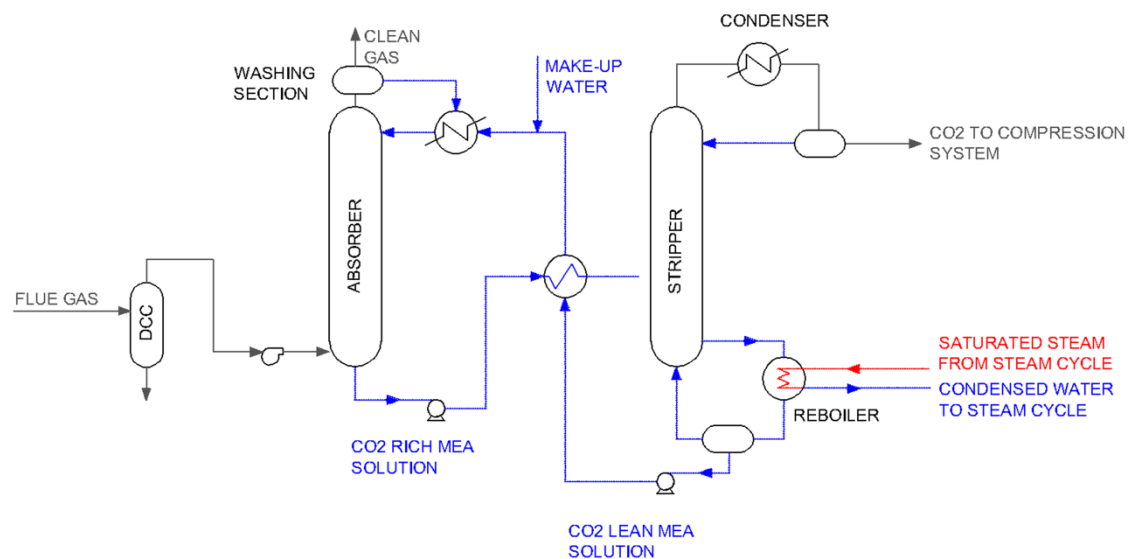 CONDENSER
CLEAN
GAS
WASHING
SECTION
MAKE-UP
WATER
CO2 TO COMPRESSION
SYSTEM
ABSORBER
STRIPPER
FLUE GAS
DCC
SATURATED STEAM
FROM STEAM CYCLE
CONDENSED WATER
TO STEAM CYCLE
REBOILER
CO2 RICH MEA
SOLUTION
CO2 LEAN MEA
SOLUTION